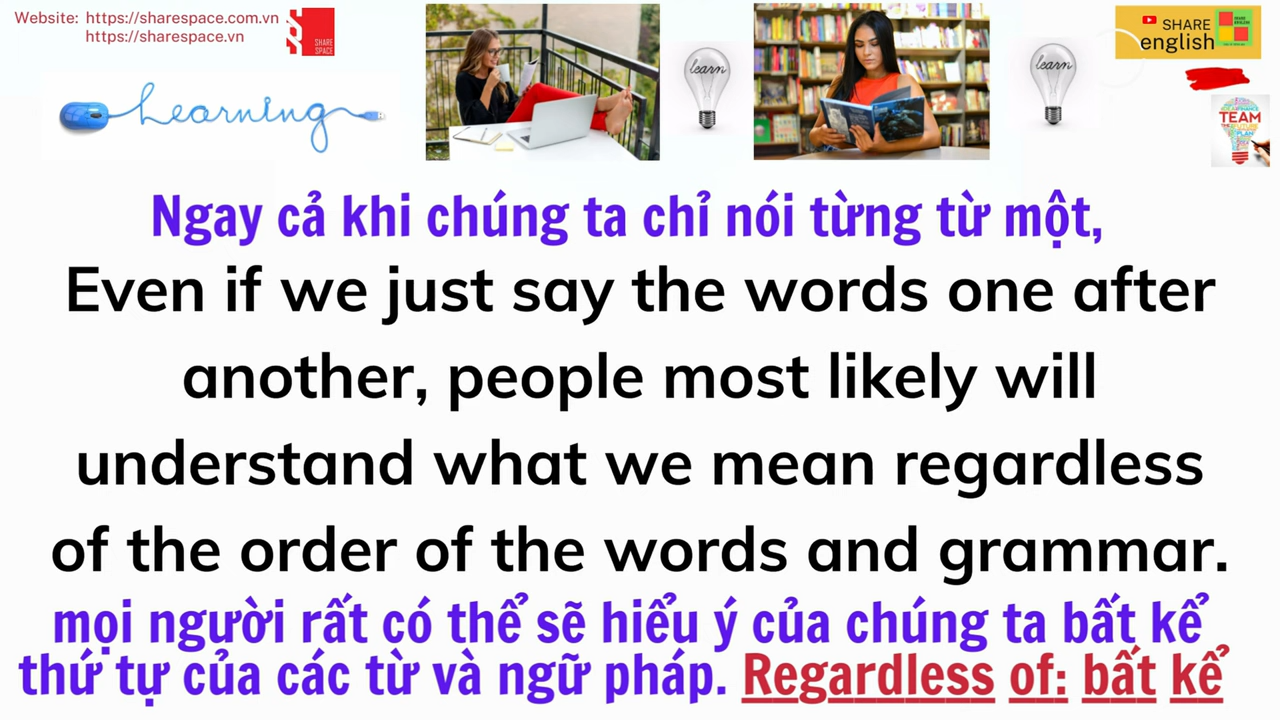 Website: https://sharespace.com.vn
https://sharespace.vn
SHARE
SPACE
SHARE
english
Learning
learn
learn
TEAM
PLAN
Ngay cả khi chúng ta chỉ nói từng từ một,
Even if we just say the words one after
another, people most likely will
understand what we mean regardless
of the order of the words and grammar.
mọi người rất có thể sẽ hiểu ý của chúng ta bất kể
thứ tự của các từ và ngữ pháp. Regardless of: bất kể